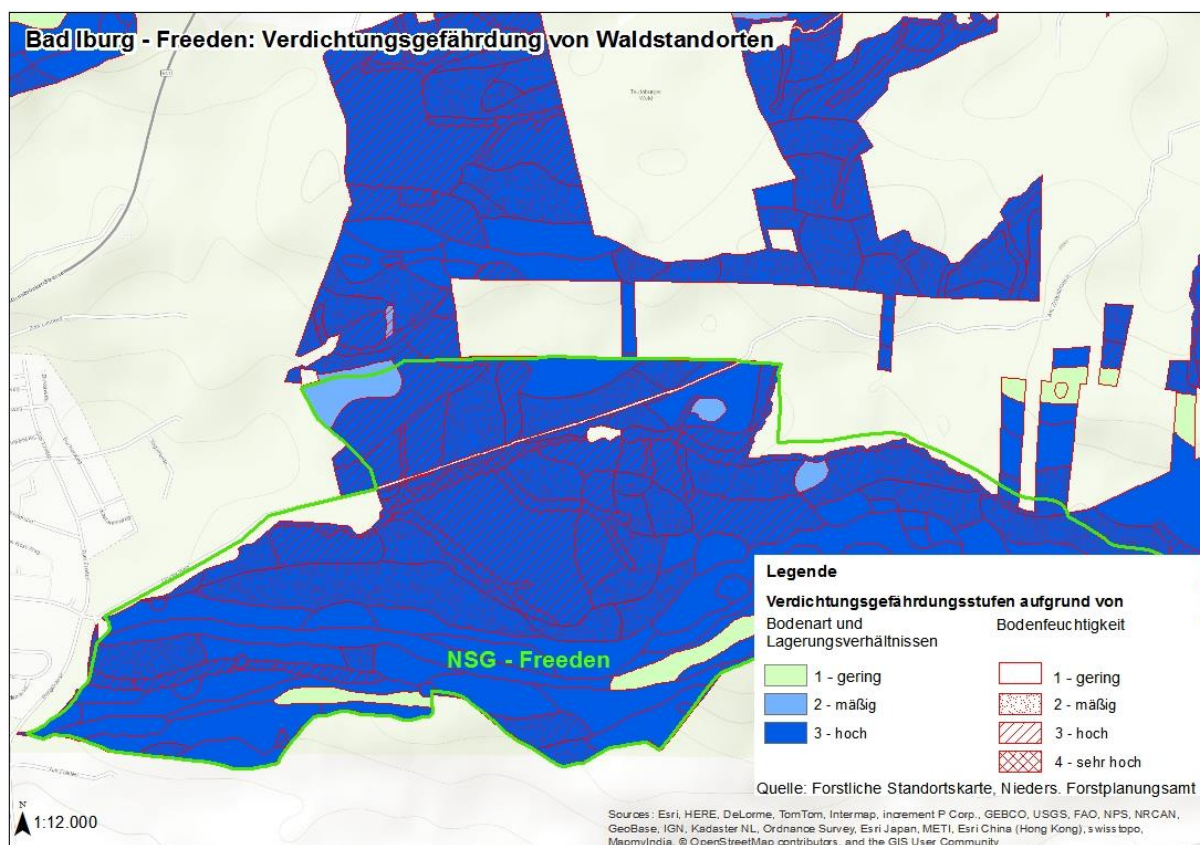 Bad Iburg - Freeden: Verdichtungsgefährdung von Waldstandorten
NSG - Freeden
Legende
Verdichtungsgefährdungsstufen aufgrund von
Bodenart und
Lagerungsverhältnissen
1 - gering
2 - mäßig
3 - hoch
Bodenfeuchtigkeit
1 - gering
2 - mäßig
3 - hoch
4 - sehr hoch
Quelle: Forstliche Standortskarte, Nieders. Forstplanungsamt
N
1:12.000
Sources: Esri, HERE, DeLorme, TomTom, Intermap, increment P Corp., GEBCO, USGS, FAO, NPS, NRCAN,
GeoBase, IGN, Kadaster NL, Ordnance Survey, Esri Japan, METI, Esri China (Hong Kong), swisstopo,
MapmyIndia, © OpenStreetMap contributors, and the GIS User Community